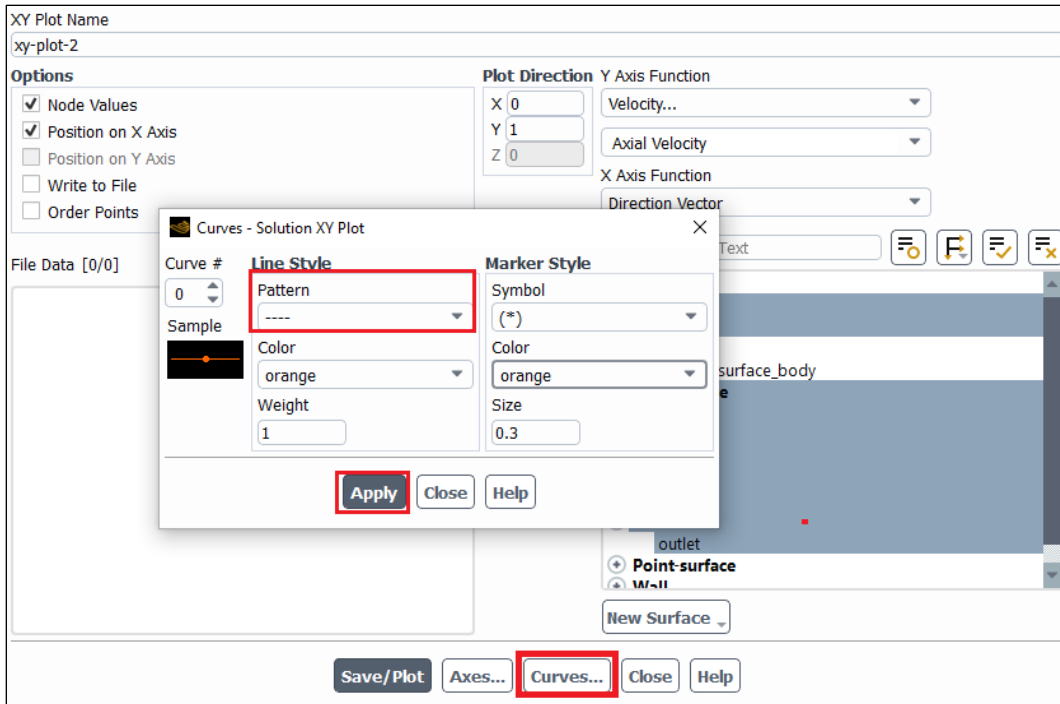 XY Plot Name
xy-plot-2
Options
Node Values
Position on X Axis
Position on Y Axis
Write to File
Order Points
Plot Direction
X 0
Y 1
Z 0
Y Axis Function
Velocity...
Axial Velocity
X Axis Function
Direction Vector
File Data [0/0]
Text
Curves - Solution XY Plot
Curve #
0
Sample
Line Style
Pattern
----
Color
orange
Weight
1
Marker Style
Symbol
(*)
Color
orange
Size
0.3
Apply
Close
Help
surface_body
e
outlet
Point-surface
Wall
New Surface
Save/Plot
Axes...
Curves...
Close
Help